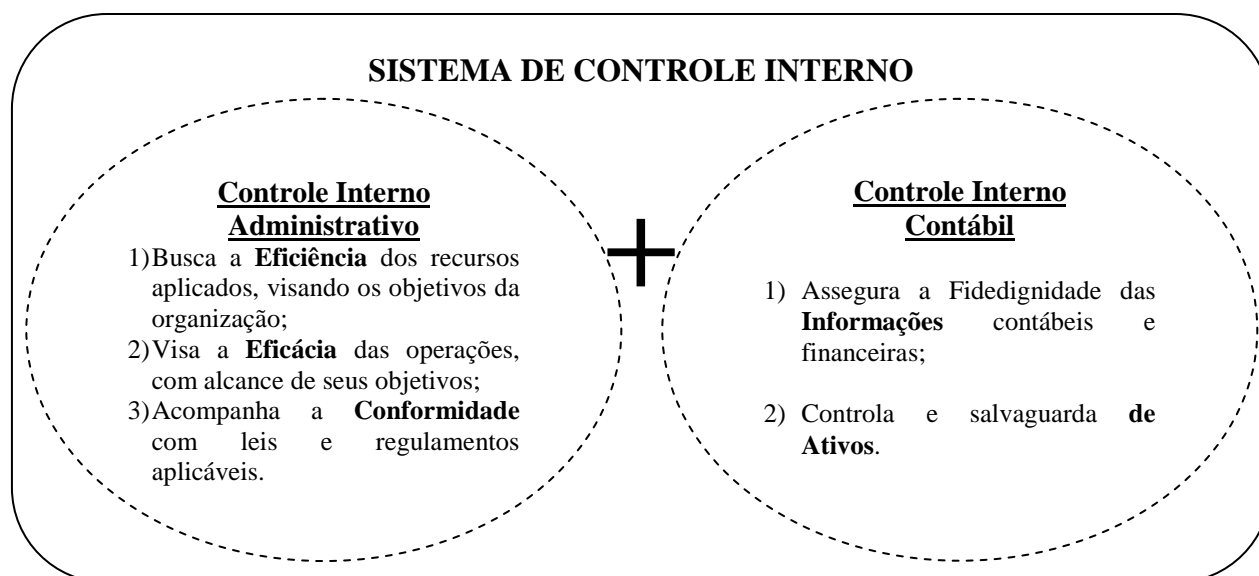 SISTEMA DE CONTROLE INTERNO
Controle Interno
Administrativo
1)Busca a Eficiência dos recursos
aplicados, visando os objetivos da
organização;
2)Visa a Eficácia das operações,
com alcance de seus objetivos;
3)Acompanha a Conformidade
com leis e regulamentos
aplicáveis.
+
Controle Interno
Contábil
1) Assegura a Fidedignidade das
Informações contábeis e
financeiras;
2) Controla e salvaguarda de
Ativos.